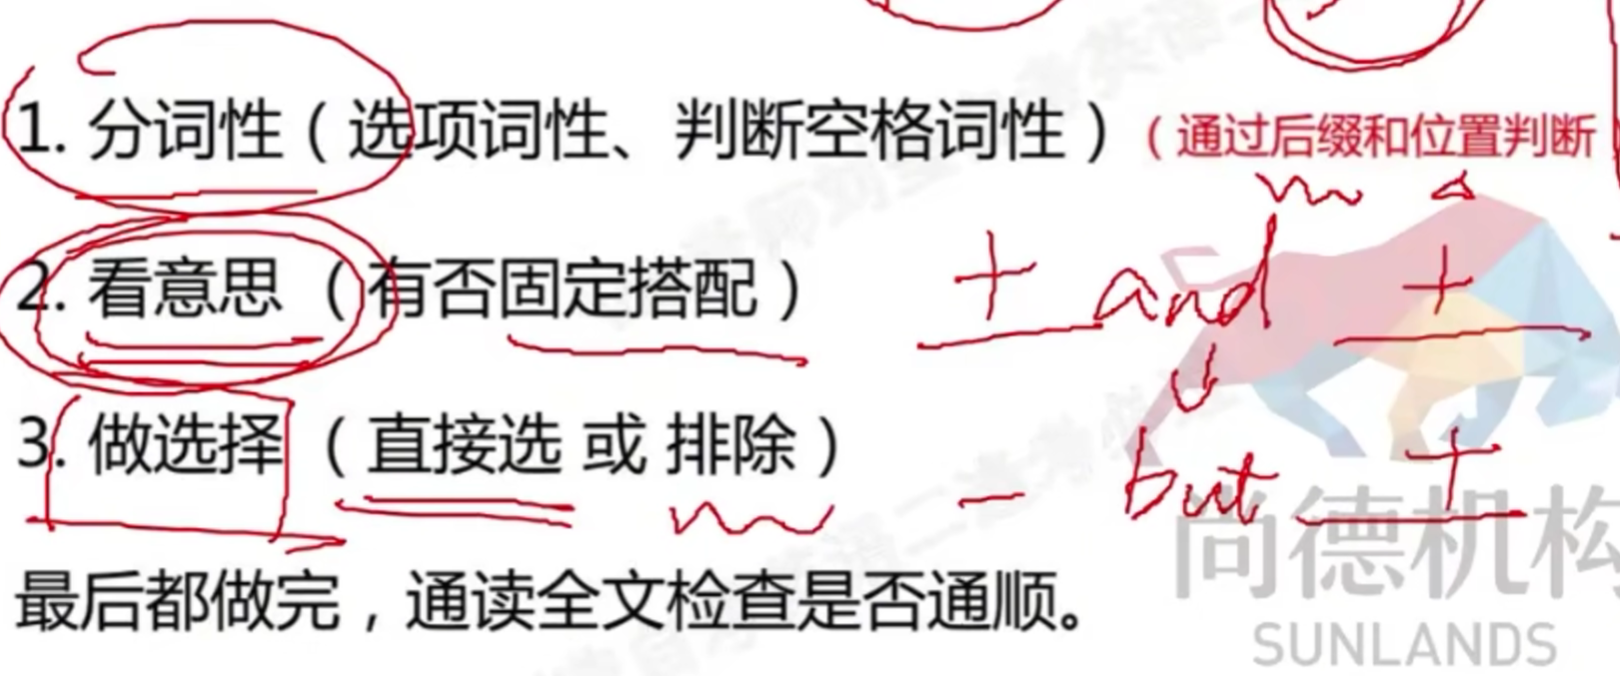 1. 分词性（选项词性、判断空格词性）（通过后缀和位置判断
2. 看意思 （有否固定搭配） + and +
3. 做选择 （直接选 或 排除） - but +
最后都做完，通读全文检查是否通顺。
尚德机构
SUNLANDS